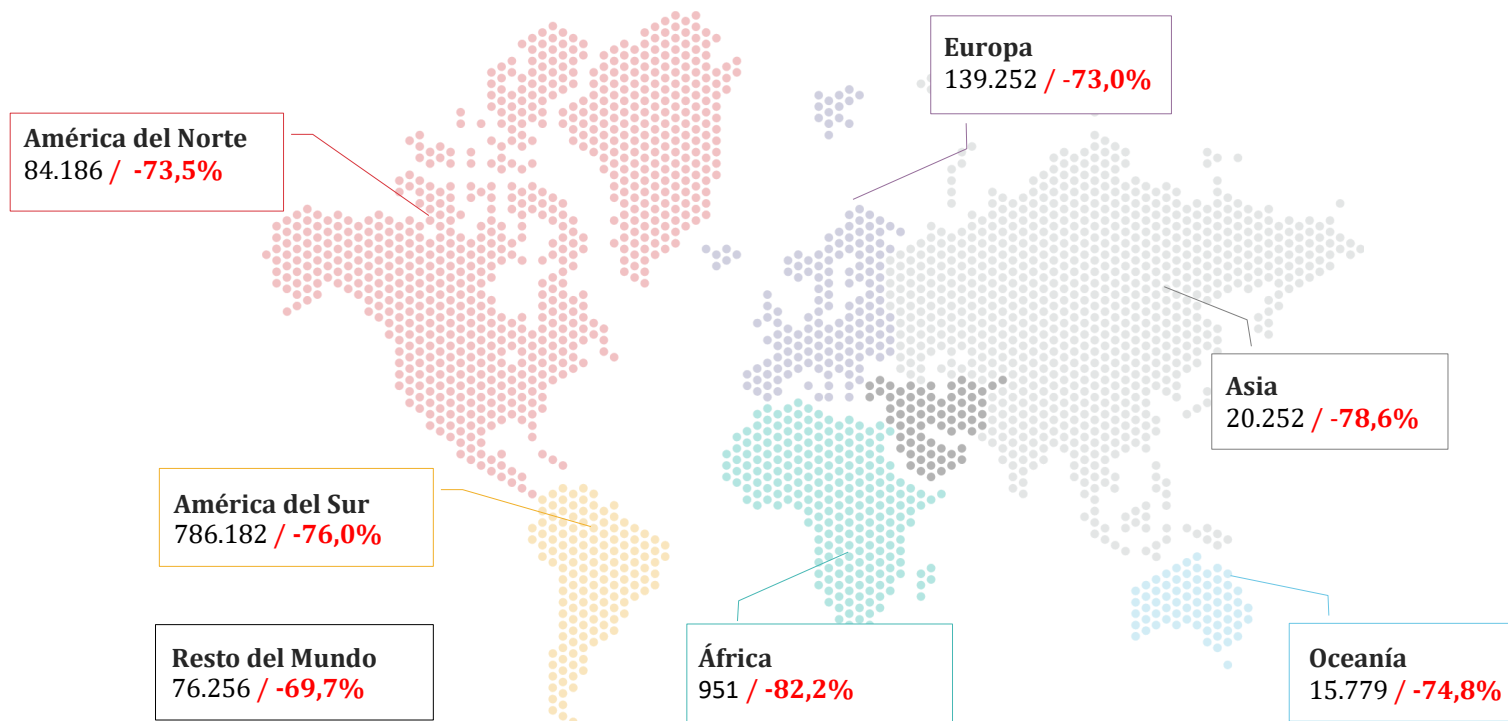 Europa
139.252 / -73,0%
América del Norte
84.186 / -73,5%
Asia
20.252 / -78,6%
América del Sur
786.182 / -76,0%
Resto del Mundo
76.256 / -69,7%
África
951 / -82,2%
Oceanía
15.779 / -74,8%